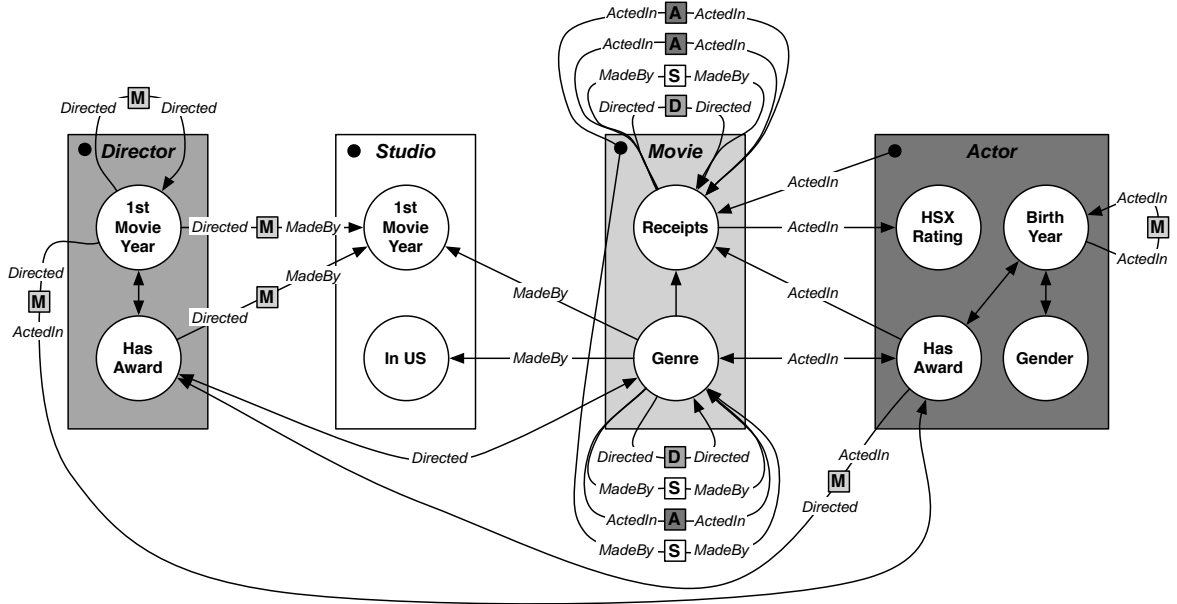 ActedIn A ActedIn
ActedIn A ActedIn
MadeBy S MadeBy
Directed D Directed
M
Directed Directed
Director
Studio
Movie
Actor
ActedIn
1st
Movie
Year
Directed M MadeBy
1st
Movie
Year
Receipts
ActedIn
HSX
Rating
Birth
Year
ActedIn
M
ActedIn
Directed
M
ActedIn
MadeBy
M
Directed
MadeBy
ActedIn
Has
Award
In US
MadeBy
Genre
ActedIn
Has
Award
Gender
Directed
Directed D Directed
MadeBy S MadeBy
ActedIn A ActedIn
MadeBy S MadeBy
ActedIn
M
Directed